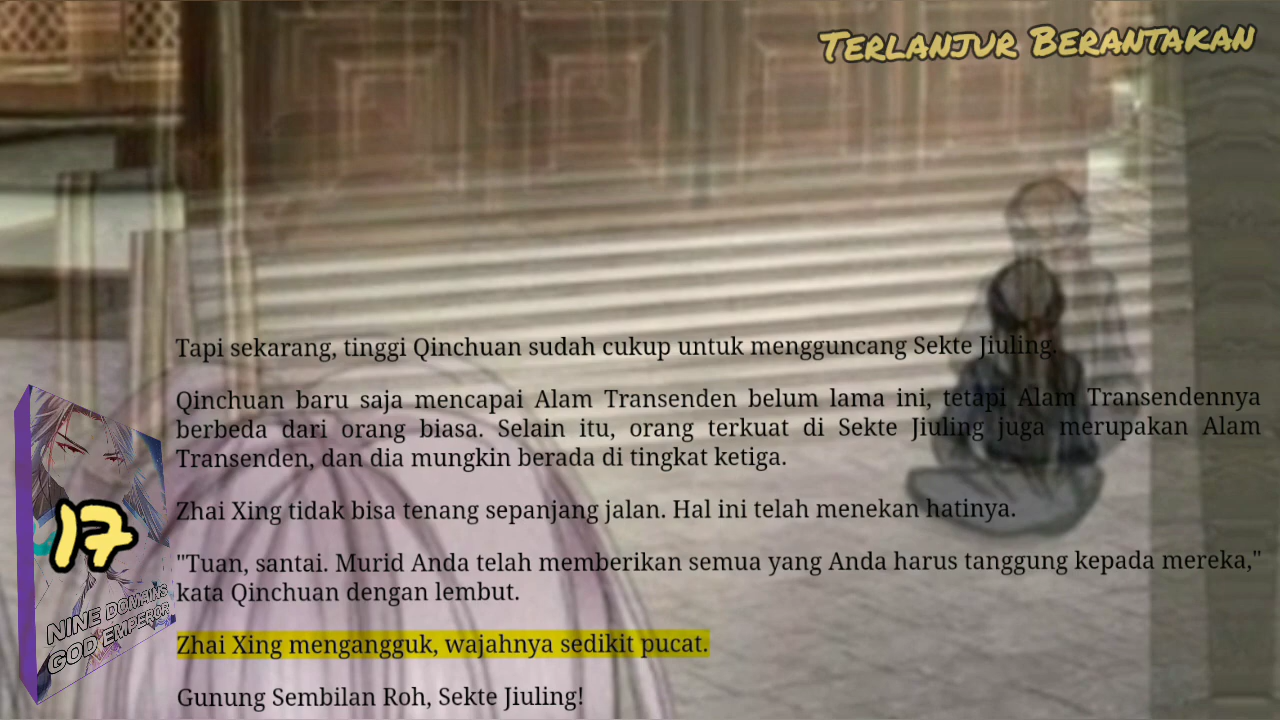 Terlanjur Berantakan
Tapi sekarang, tinggi Qinchuan sudah cukup untuk mengguncang Sekte Jiuling.
Qinchuan baru saja mencapai Alam Transenden belum lama ini, tetapi Alam Transendennya
berbeda dari orang biasa. Selain itu, orang terkuat di Sekte Jiuling juga merupakan Alam
Transenden, dan dia mungkin berada di tingkat ketiga.
Zhai Xing tidak bisa tenang sepanjang jalan. Hal ini telah menekan hatinya.
"Tuan, santai. Murid Anda telah memberikan semua yang Anda harus tanggung kepada mereka,"
kata Qinchuan dengan lembut.
Zhai Xing mengangguk, wajahnya sedikit pucat.
Gunung Sembilan Roh, Sekte Jiuling!
17
NINE DOMAINS
GOD EMPEROR